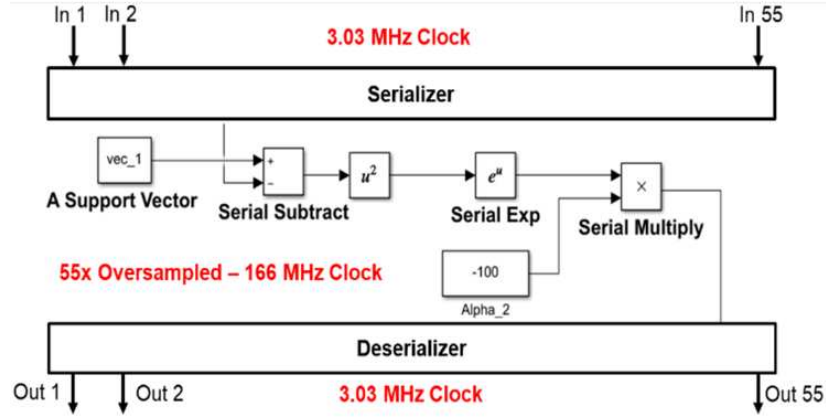 In 1 In 2 In 55
3.03 MHz Clock
Serializer
vec_1
+
−
u²
eᵘ
×
A Support Vector
Serial Subtract
Serial Exp
Serial Multiply
55x Oversampled – 166 MHz Clock
-100
Alpha_2
Deserializer
Out 1 Out 2 3.03 MHz Clock Out 55